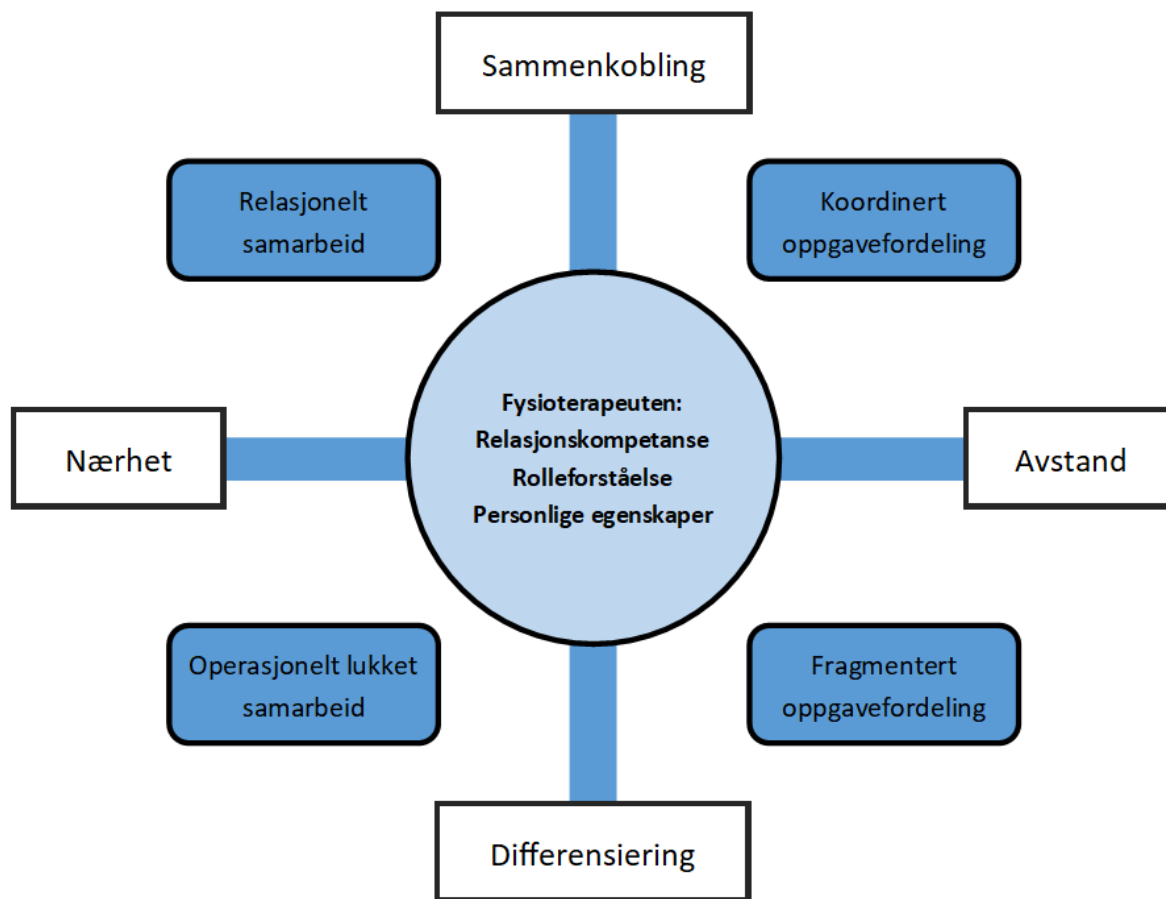 Sammenkobling
Relasjonelt
samarbeid
Koordinert
oppgavefordeling
Nærhet
Fysioterapeuten:
Relasjonskompetanse
Rolleforståelse
Personlige egenskaper
Avstand
Operasjonelt lukket
samarbeid
Fragmentert
oppgavefordeling
Differensiering